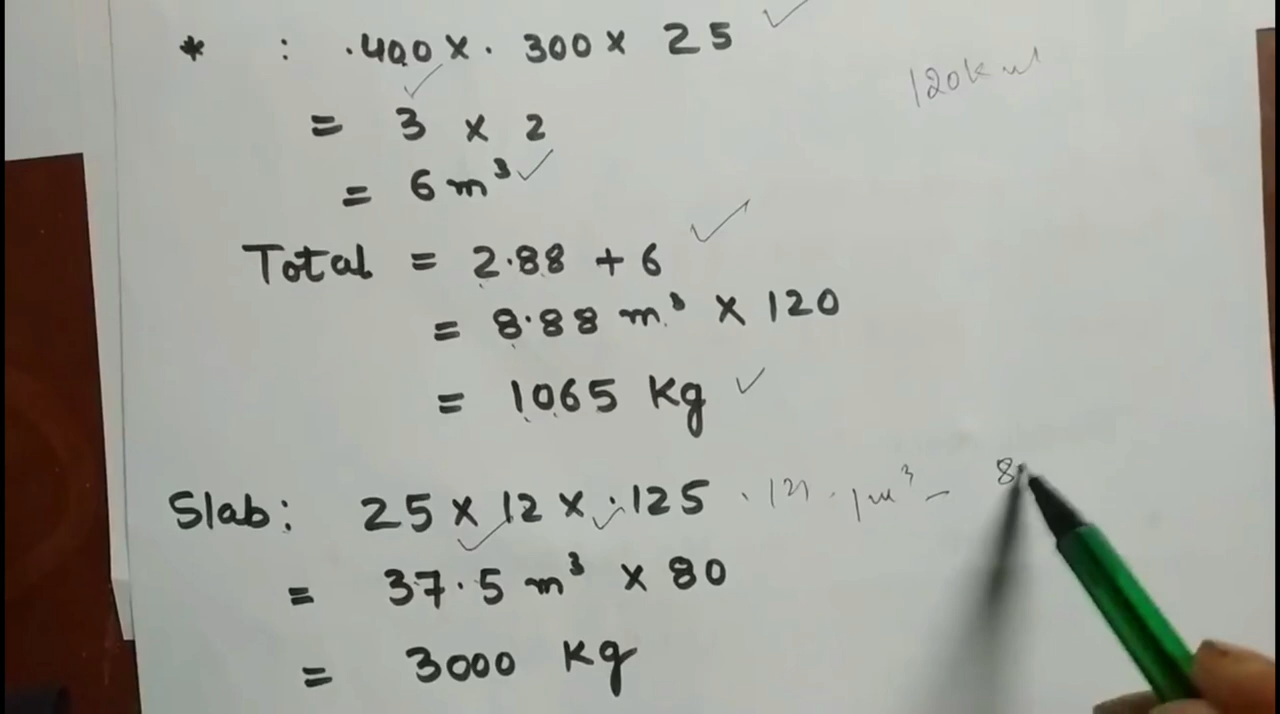 * : .400 x . 300 x 25
= 3 x 2
= 6 m³
Total = 2.88 + 6
= 8.88 m³ x 120
= 1065 Kg
Slab: 25 x 12 x .125
= 37.5 m³ x 80
= 3000 Kg